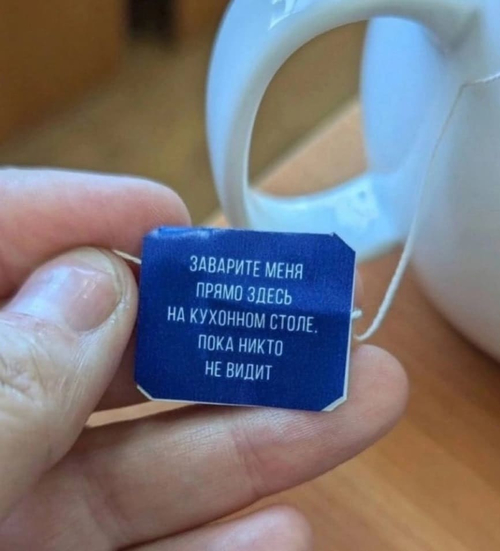 ЗАВАРИТЕ МЕНЯ
ПРЯМО ЗДЕСЬ
НА КУХОННОМ СТОЛЕ,
ПОКА НИКТО
НЕ ВИДИТ